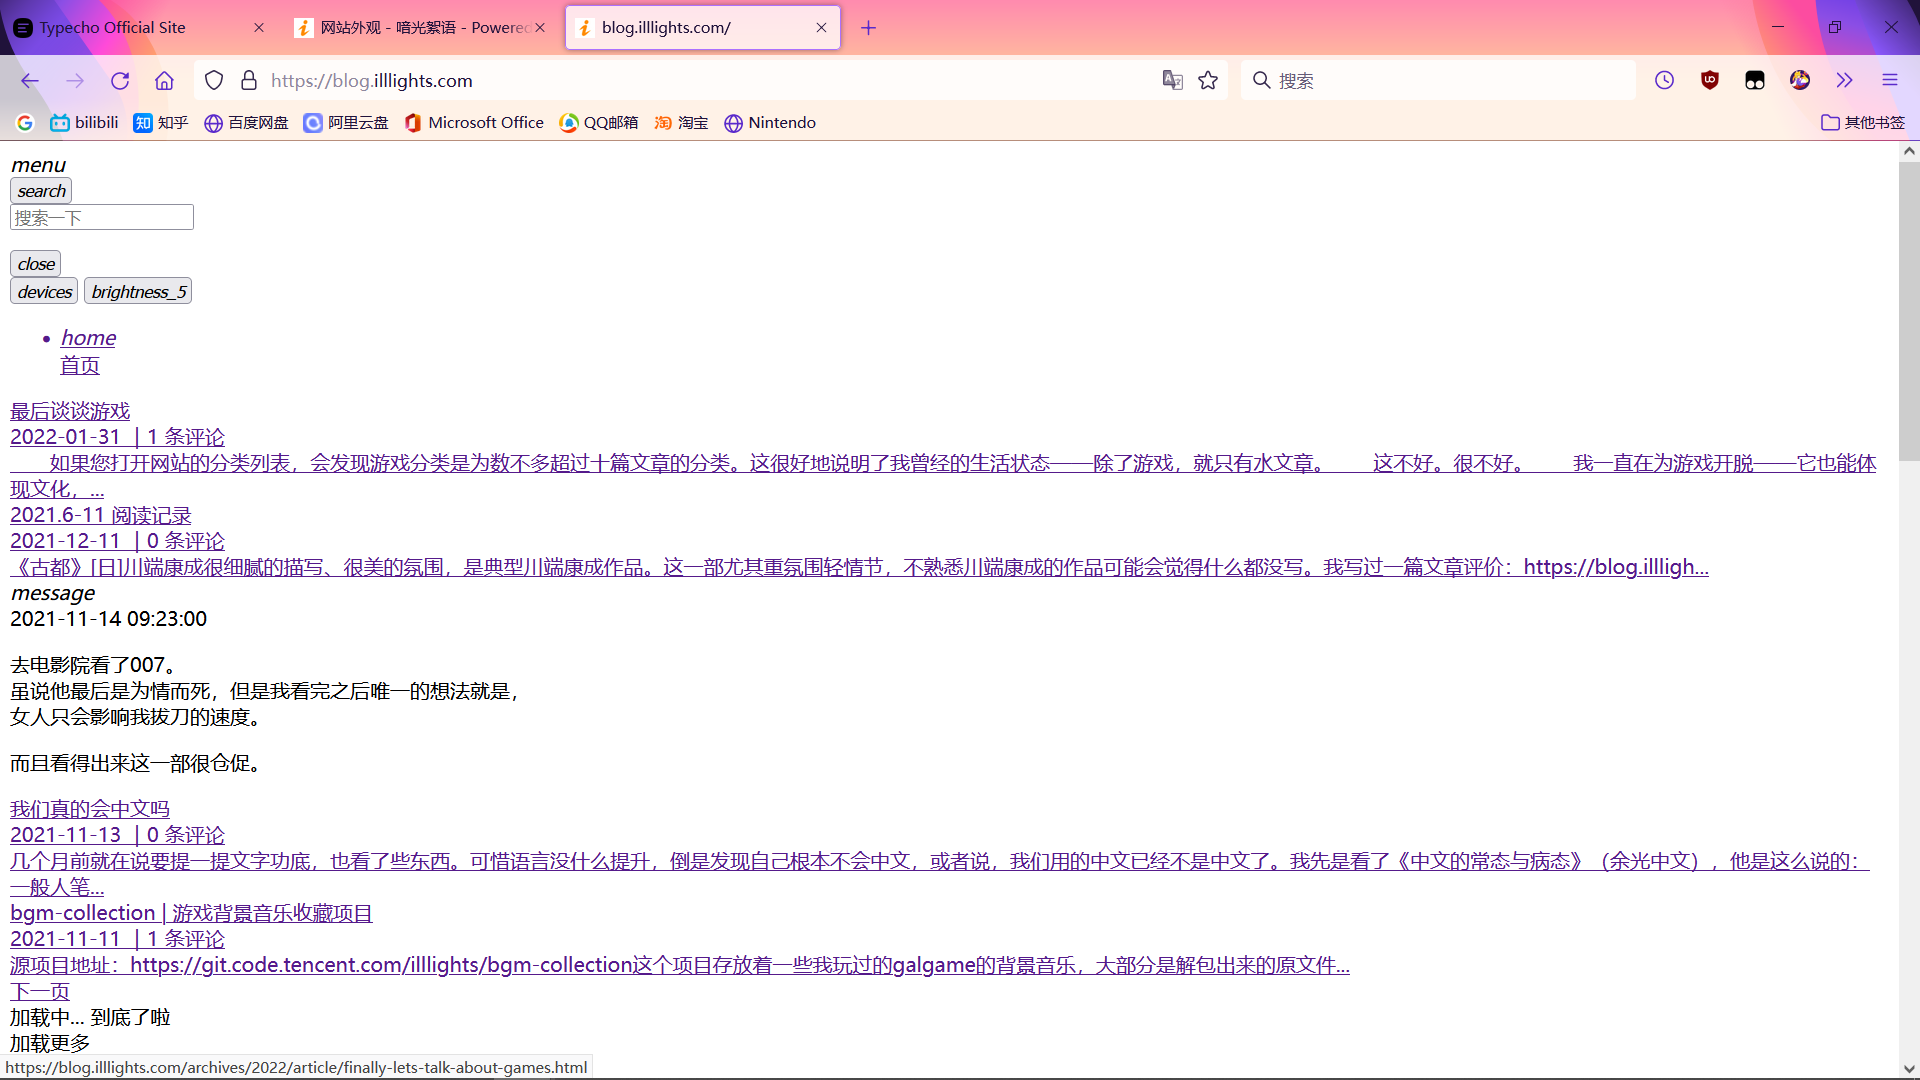 Typecho Official Site
网站外观 - 喑光絮语 - Powered
blog.illlights.com/
https://blog.illlights.com
搜索
bilibili
知乎
百度网盘
阿里云盘
Microsoft Office
QQ邮箱
淘宝
Nintendo
其他书签
menu
search
搜索一下
close
devices brightness_5
home
首页
最后谈谈游戏
2022-01-31 | 1 条评论
如果您打开网站的分类列表，会发现游戏分类是为数不多超过十篇文章的分类。这很好地说明了我曾经的生活状态——除了游戏，就只有水文章。 这不好。很不好。 我一直在为游戏开脱——它也能体
现文化，...
2021.6-11 阅读记录
2021-12-11 | 0 条评论
《古都》[日]川端康成很细腻的描写、很美的氛围，是典型川端康成作品。这一部尤其重氛围轻情节，不熟悉川端康成的作品可能会觉得什么都没写。我写过一篇文章评价：https://blog.illligh...
message
2021-11-14 09:23:00
去电影院看了007。
虽说他最后是为情而死，但是我看完之后唯一的想法就是，
女人只会影响我拔刀的速度。
而且看得出来这一部很仓促。
我们真的会中文吗
2021-11-13 | 0 条评论
几个月前就在说要提一提文字功底，也看了些东西。可惜语言没什么提升，倒是发现自己根本不会中文，或者说，我们用的中文已经不是中文了。我先是看了《中文的常态与病态》（余光中文），他是这么说的：
一般人笔...
bgm-collection | 游戏背景音乐收藏项目
2021-11-11 | 1 条评论
源项目地址：https://git.code.tencent.com/illlights/bgm-collection这个项目存放着一些我玩过的galgame的背景音乐，大部分是解包出来的原文件...
下一页
加载中... 到底了啦
加载更多
https://blog.illlights.com/archives/2022/article/finally-lets-talk-about-games.html